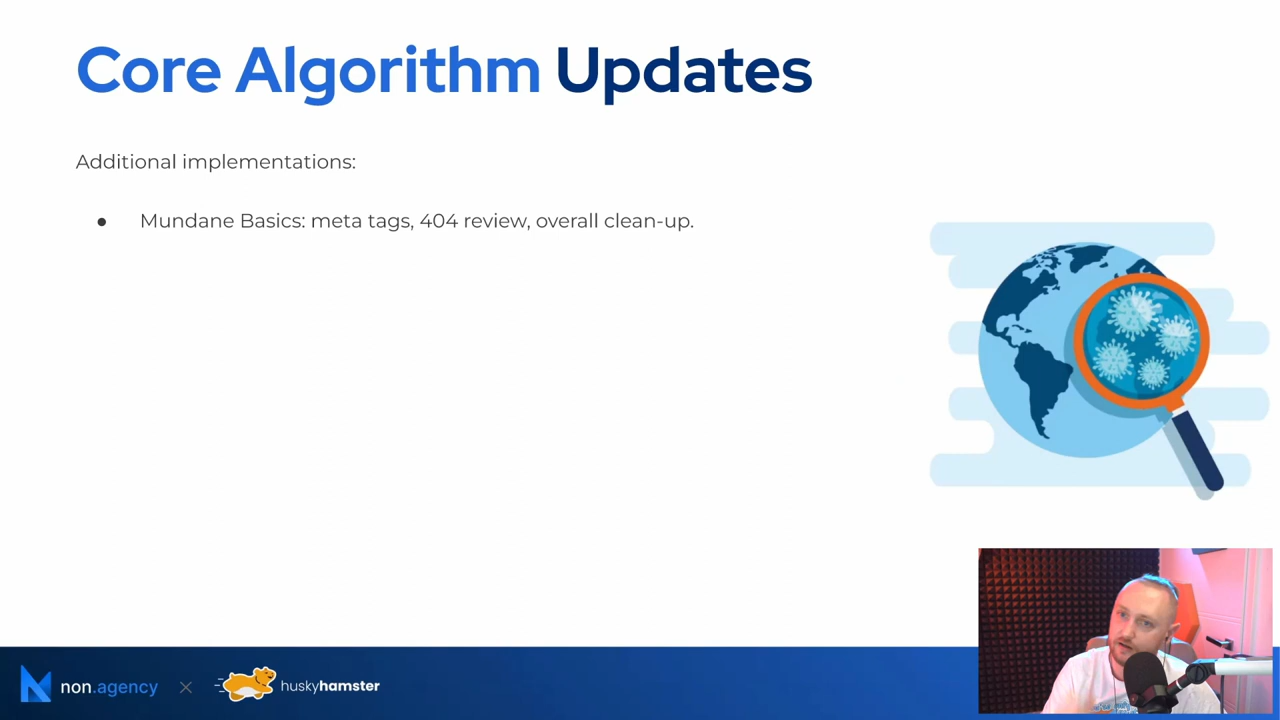 Core Algorithm Updates
Additional implementations:
● Mundane Basics: meta tags, 404 review, overall clean-up.
non.agency × huskyhamster